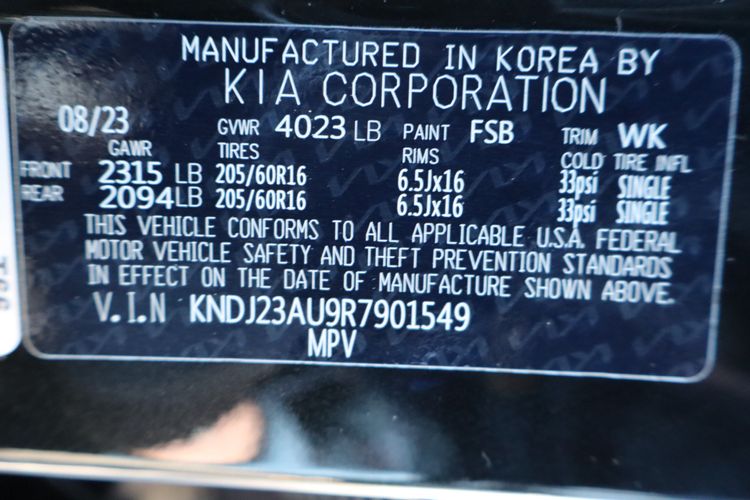 MANUFACTURED IN KOREA BY
KIA CORPORATION
08/23 GVWR 4023 LB PAINT FSB TRIM WK
GAWR TIRES RIMS COLD TIRE INFL
FRONT 2315 LB 205/60R16 6.5Jx16 33psi SINGLE
REAR 2094 LB 205/60R16 6.5Jx16 33psi SINGLE
THIS VEHICLE CONFORMS TO ALL APPLICABLE U.S.A. FEDERAL
MOTOR VEHICLE SAFETY AND THEFT PREVENTION STANDARDS
IN EFFECT ON THE DATE OF MANUFACTURE SHOWN ABOVE.
V.I.N KNDJ23AU9R7901549
MPV